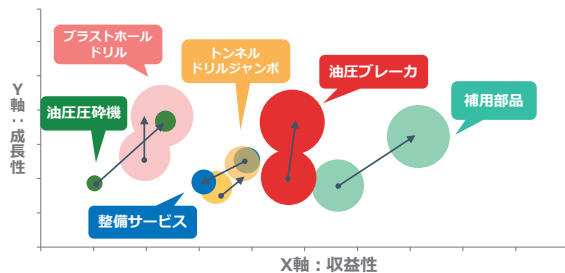 ブラストホール
ドリル
トンネル
ドリルジャンボ
油圧ブレーカ
補用部品
油圧圧砕機
整備サービス
Y軸：成長性
X軸：収益性